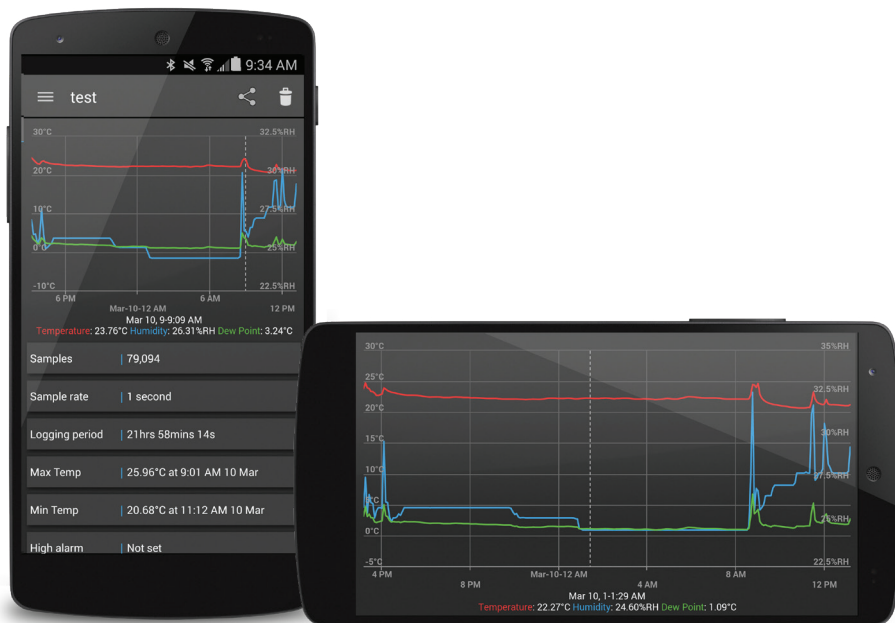 9:34 AM
test
30°C 32.5%RH
20°C 30%RH
10°C 27.5%RH
0°C 25%RH
-10°C 22.5%RH
6 PM 6 AM
Mar-10-12 AM 12 PM
Mar 10, 9-9:09 AM
Temperature: 23.76°C Humidity: 26.31%RH Dew Point: 3.24°C
Samples | 79,094
Sample rate | 1 second
Logging period | 21hrs 58mins 14s
Max Temp | 25.96°C at 9:01 AM 10 Mar
Min Temp | 20.68°C at 11:12 AM 10 Mar
High alarm | Not set
30°C 35%RH
25°C 32.5%RH
20°C 30%RH
15°C
10°C 27.5%RH
5°C 25%RH
0°C
-5°C 22.5%RH
4 PM Mar-10-12 AM 8 AM
8 PM 4 AM 12 PM
Mar 10, 1-1:29 AM
Temperature: 22.27°C Humidity: 24.60%RH Dew Point: 1.09°C